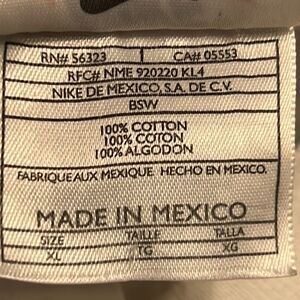 RN# 56323 CA# 05553
RFC# NME 920220 KL4
NIKE DE MEXICO, S.A. DE C.V.
BSW
100% COTTON
100% COTON
100% ALGODON
FABRIQUE AUX MEXIQUE. HECHO EN MEXICO.
MADE IN MEXICO
SIZE TAILLE TALLA
XL TG XG